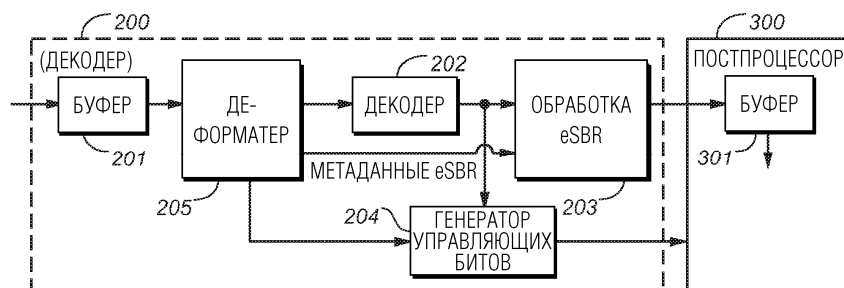 200
300
(ДЕКОДЕР)
202
ПОСТПРОЦЕССОР
БУФЕР
ДЕ-
ФОРМАТЕР
ДЕКОДЕР
ОБРАБОТКА
eSBR
БУФЕР
201
301
МЕТАДАННЫЕ eSBR
205
204
203
ГЕНЕРАТОР
УПРАВЛЯЮЩИХ
БИТОВ